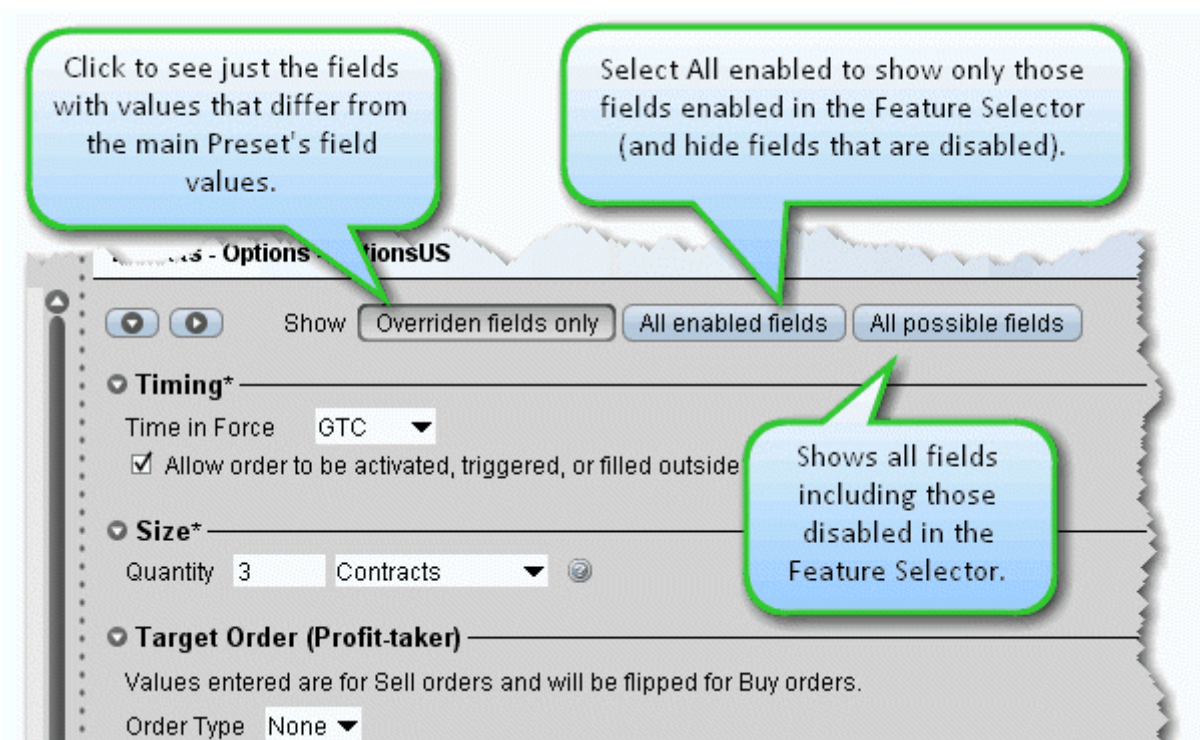 Click to see just the fields
with values that differ from
the main Preset's field
values.
Select All enabled to show only those
fields enabled in the Feature Selector
(and hide fields that are disabled).
- Options - OptionsUS
Show Overriden fields only All enabled fields All possible fields
Timing*
Time in Force GTC
Allow order to be activated, triggered, or filled outside
Shows all fields
including those
disabled in the
Feature Selector.
Size*
Quantity 3 Contracts
Target Order (Profit-taker)
Values entered are for Sell orders and will be flipped for Buy orders.
Order Type None